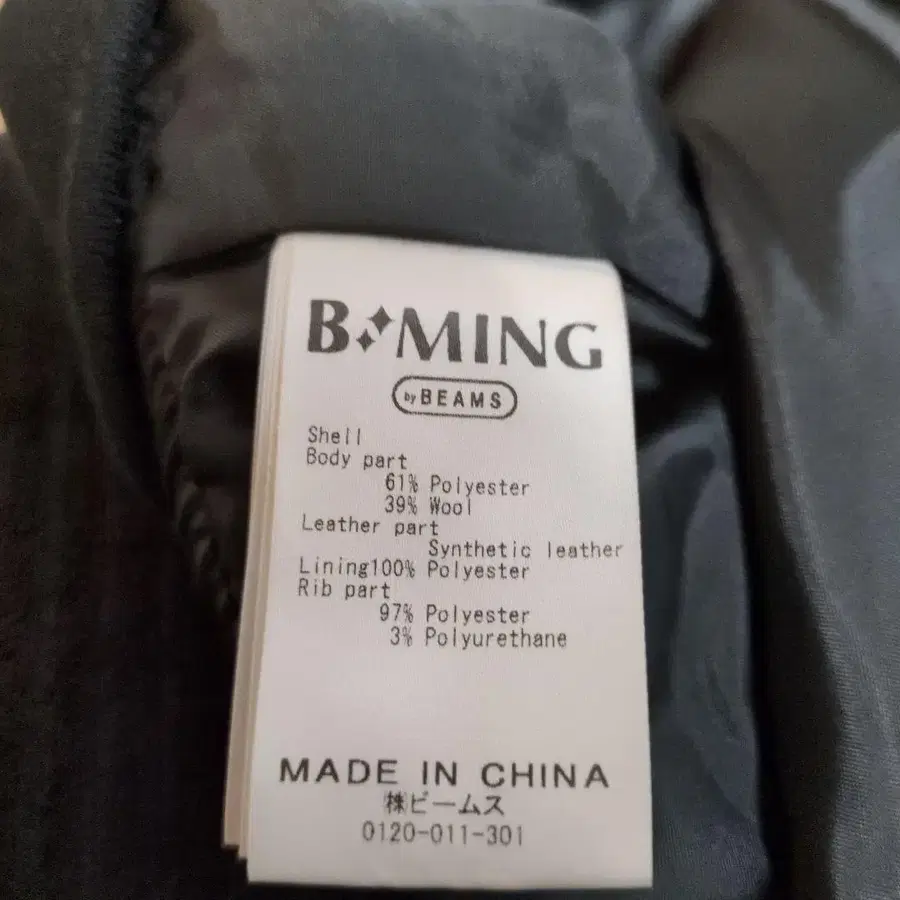 B MING
by BEAMS
Shell
Body part
61% Polyester
39% Wool
Leather part
Synthetic leather
Lining100% Polyester
Rib part
97% Polyester
3% Polyurethane
MADE IN CHINA
㈱ビームス
0120-011-301